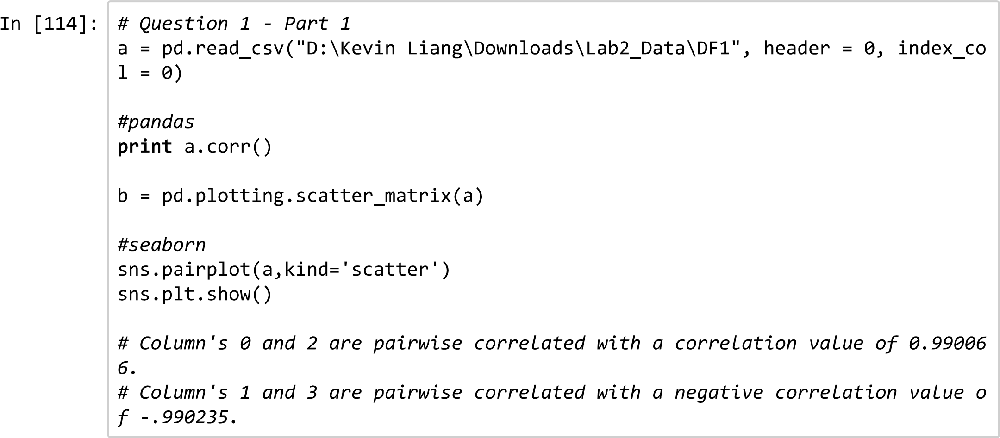 In [114]:
# Question 1 - Part 1
a = pd.read_csv("D:\Kevin Liang\Downloads\Lab2_Data\DF1", header = 0, index_co
l = 0)
#pandas
print a.corr()
b = pd.plotting.scatter_matrix(a)
#seaborn
sns.pairplot(a,kind='scatter')
sns.plt.show()
# Column's 0 and 2 are pairwise correlated with a correlation value of 0.99006
6.
# Column's 1 and 3 are pairwise correlated with a negative correlation value o
f -.990235.